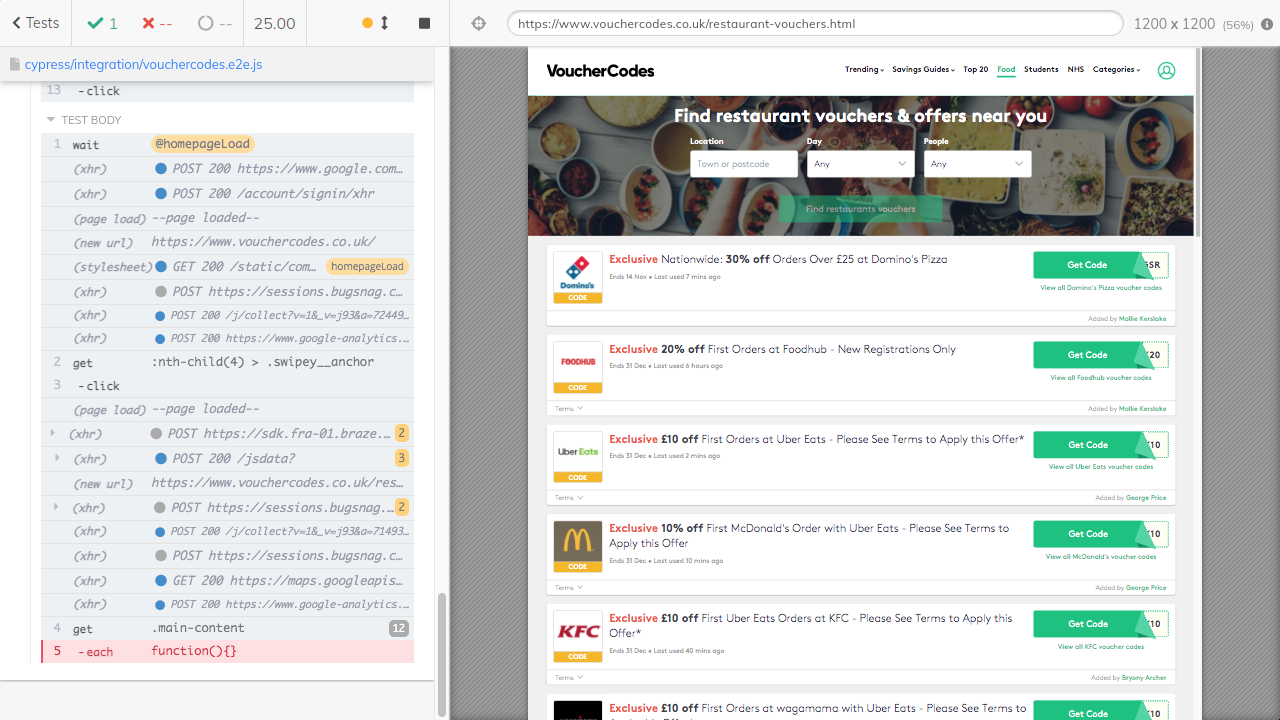 Tests
1
--
--
25.00
https://www.vouchercodes.co.uk/restaurant-vouchers.html
1200 x 1200 (56%)
cypress/integration/vouchercodes.e2e.js
13 -click
TEST BODY
1 wait @homepageLoad
(xhr) POST 200 https://www.google.com…
(xhr) POST 200 /account/signin/xhr
(page load) --page loaded--
(new url) https://www.vouchercodes.co.uk/
(stylesheet) GET 200 /static/com… homepageLoad
(xhr) POST https://sessions.bugsnag.c…
(xhr) POST 200 /j/collect?v=1&_v=j93&a=72449…
(xhr) POST 200 https://www.google-analytics.…
2 get :nth-child(4) > .swipey__anchor
3 -click
(page load) --page loaded--
(xhr) POST https://sdk.fra-01.braze.… 2
(xhr) POST 200 /jsdata? 3
(new url) https://www.vouchercodes.co.uk/re…
(xhr) POST https://sessions.bugsnag.…
(xhr) POST 200 /j/collect?v=1&_v=j93&a=7493…
(xhr) POST https://sessions.bugsnag.c…
(xhr) GET 200 https://maps.googleapis…
(xhr) POST 200 https://www.google-analytics.…
4 get .main-content 12
5 -each function(){}
VoucherCodes
Trending Savings Guides Top 20 Food Students NHS Categories
Find restaurant vouchers & offers near you
Location Day People
Town or postcode Any Any
Find restaurants vouchers
Domino's
CODE
Exclusive Nationwide: 30% off Orders Over £25 at Domino's Pizza
Ends 14 Nov • Last used 7 mins ago
Get Code
View all Domino's Pizza voucher codes
Added by Mollie Kerslake
FOODHUB
CODE
Exclusive 20% off First Orders at Foodhub - New Registrations Only
Ends 31 Dec • Last used 6 hours ago
Get Code 20
View all Foodhub voucher codes
Terms
Added by Mollie Kerslake
Uber Eats
CODE
Exclusive £10 off First Orders at Uber Eats - Please See Terms to Apply this Offer*
Ends 31 Dec • Last used 2 mins ago
Get Code 10
View all Uber Eats voucher codes
Terms
Added by George Price
CODE
Exclusive 10% off First McDonald's Order with Uber Eats - Please See Terms to
Apply this Offer
Ends 31 Dec • Last used 10 mins ago
Get Code 10
View all McDonald's voucher codes
Terms
Added by George Price
KFC
CODE
Exclusive £10 off First Uber Eats Orders at KFC - Please See Terms to Apply this
Offer*
Ends 31 Dec • Last used 40 mins ago
Get Code 10
View all KFC voucher codes
Terms
Added by Bryony Archer
Exclusive £10 off First Orders at wagamama with Uber Eats - Please See Terms to
Get Code 10